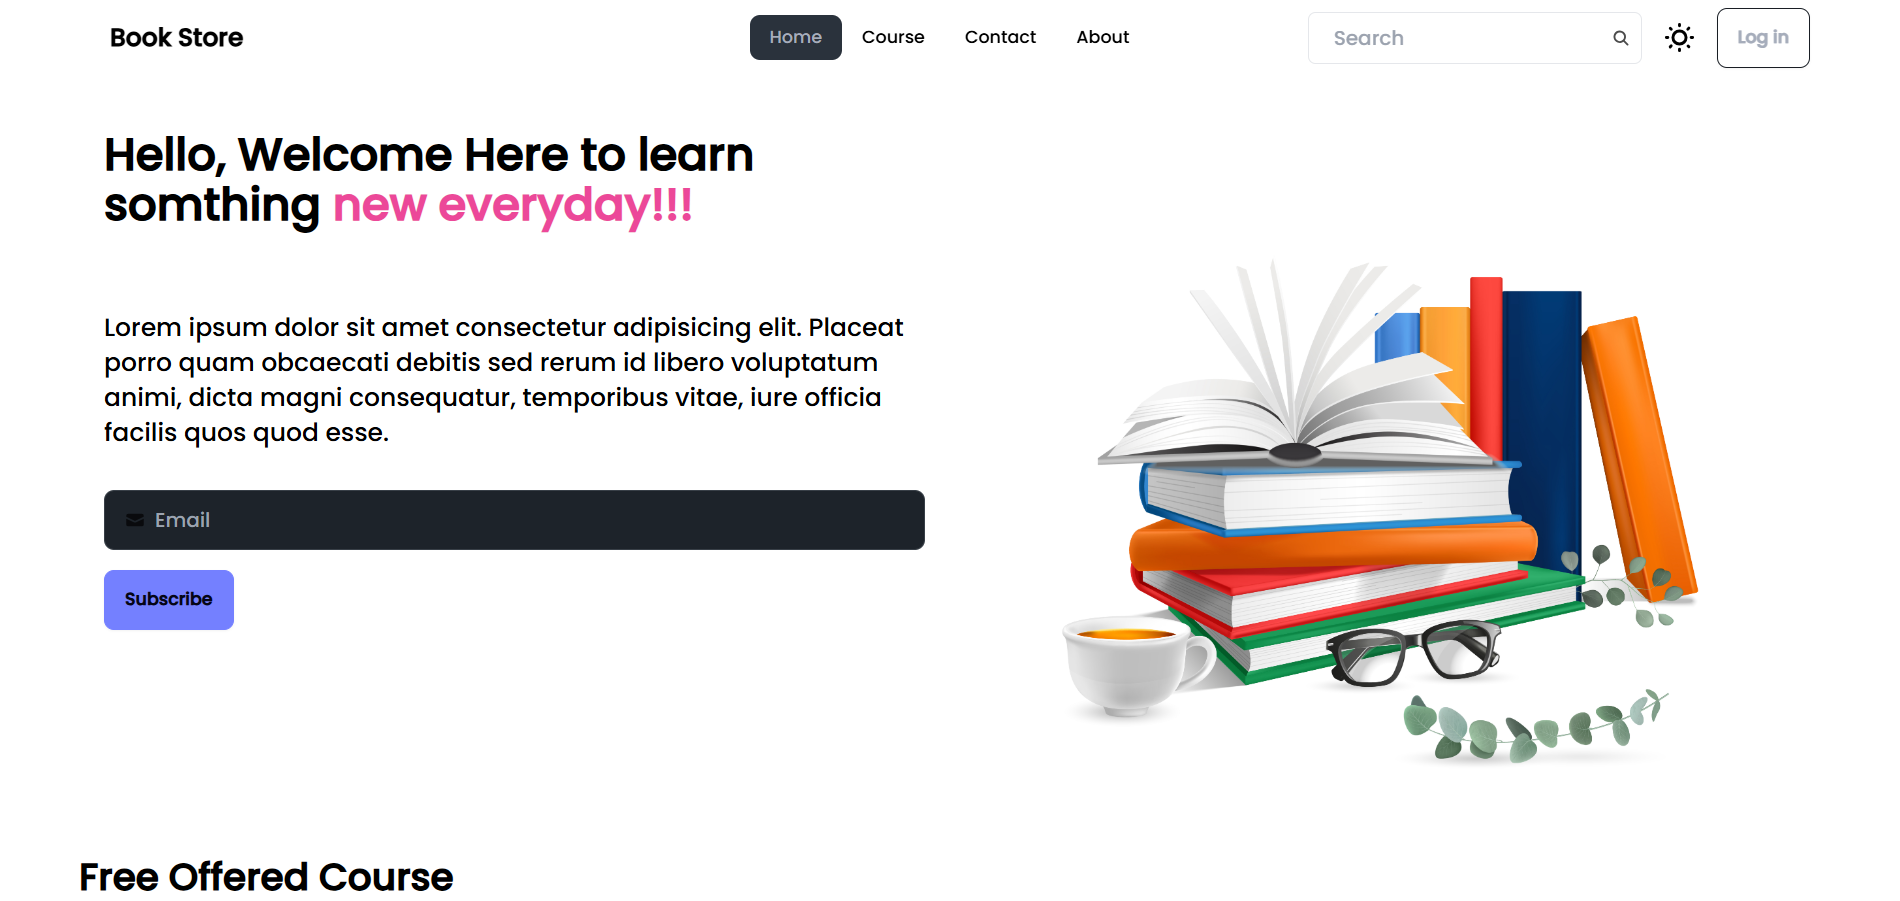 Book Store
Home
Course
Contact
About
Search
Log in
Hello, Welcome Here to learn
somthing new everyday!!!
Lorem ipsum dolor sit amet consectetur adipisicing elit. Placeat
porro quam obcaecati debitis sed rerum id libero voluptatum
animi, dicta magni consequatur, temporibus vitae, iure officia
facilis quos quod esse.
Email
Subscribe
Free Offered Course